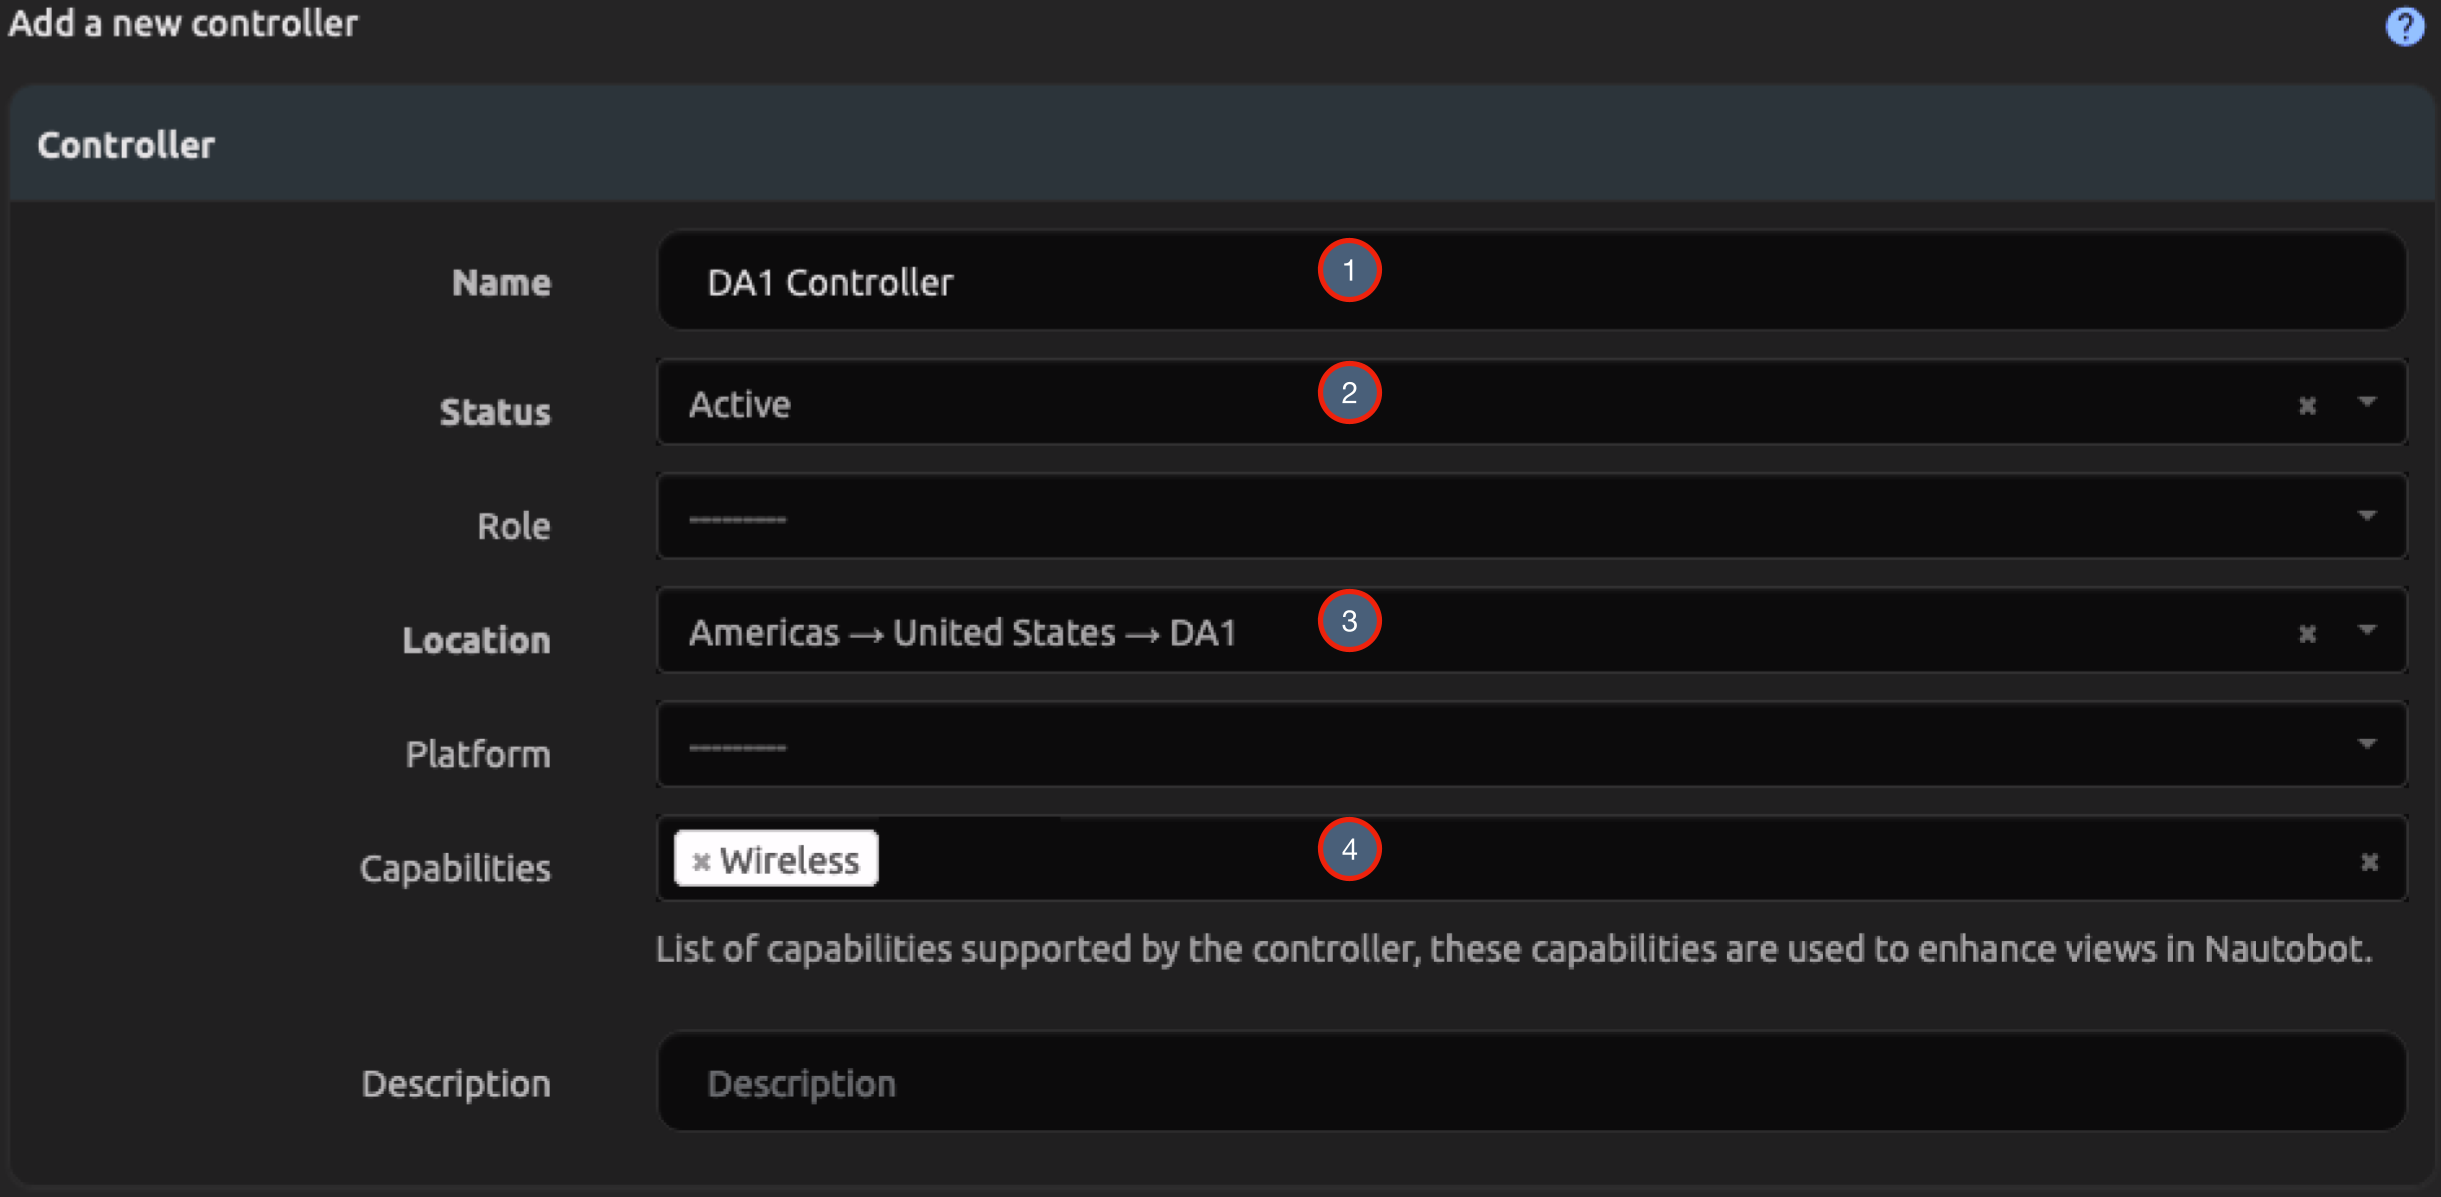 Add a new controller
?
Controller
Name DA1 Controller 1
Status Active 2
Role ---------
Location Americas → United States → DA1 3
Platform ---------
Capabilities × Wireless 4
List of capabilities supported by the controller, these capabilities are used to enhance views in Nautobot.
Description Description